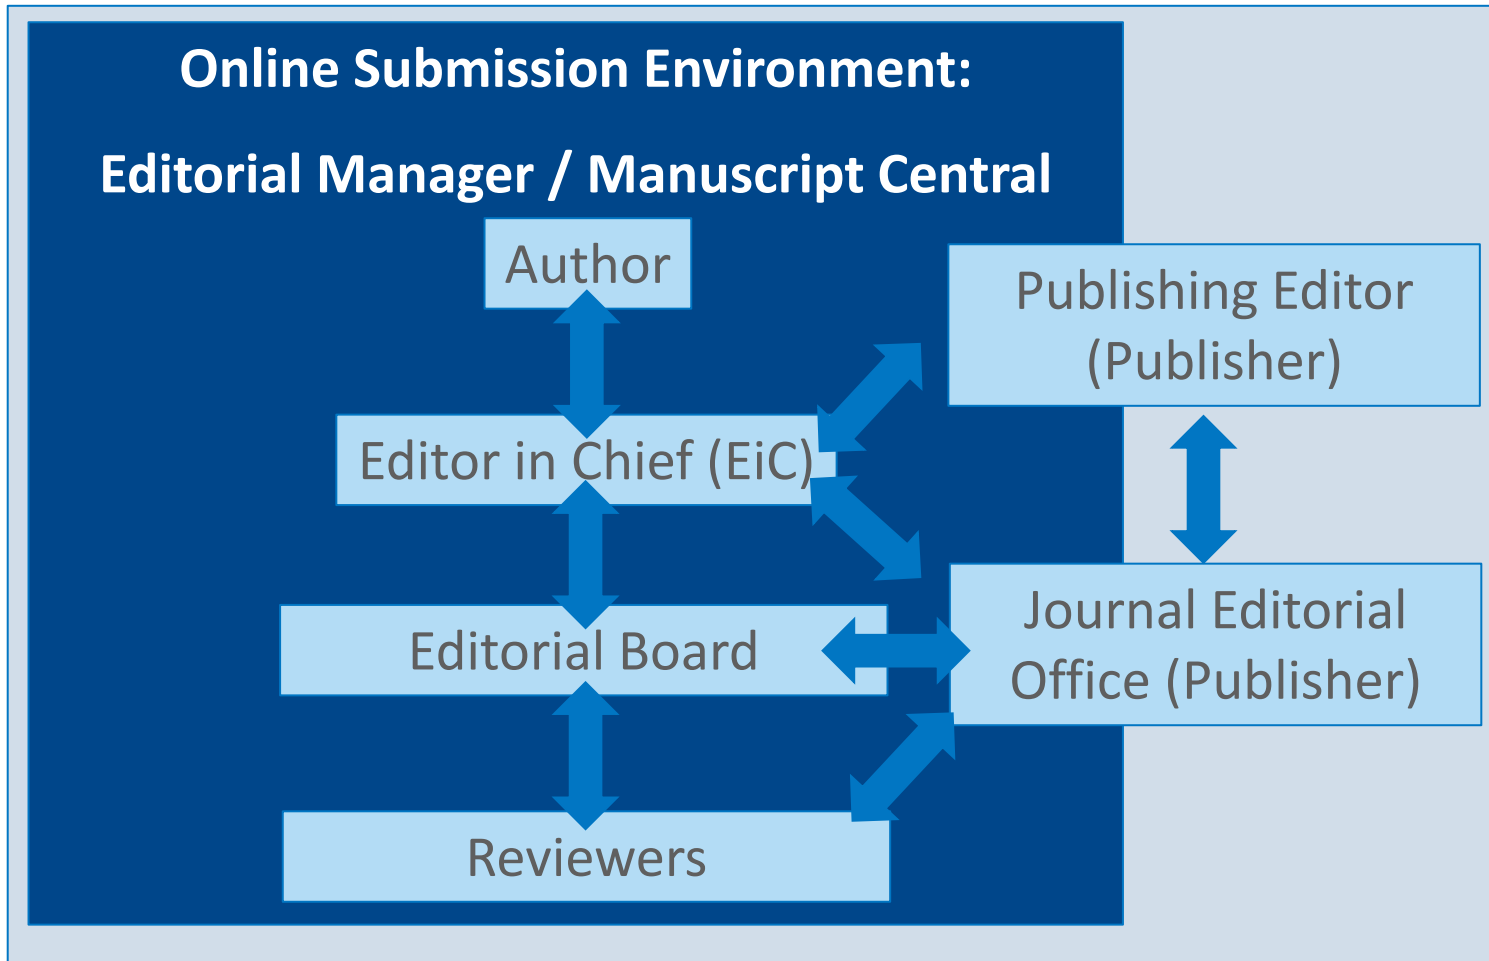 Online Submission Environment:
Editorial Manager / Manuscript Central
Author
Publishing Editor
(Publisher)
Editor in Chief (EiC)
Journal Editorial
Office (Publisher)
Editorial Board
Reviewers